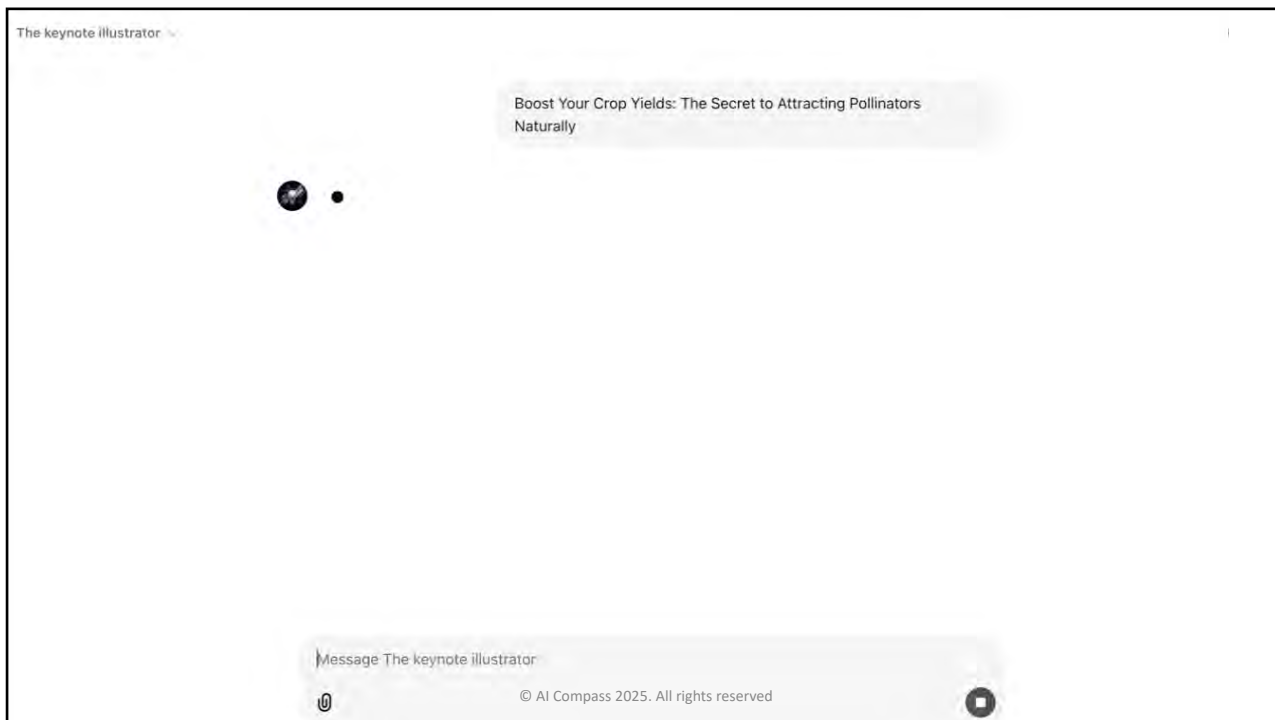 The keynote illustrator
Boost Your Crop Yields: The Secret to Attracting Pollinators
Naturally
Message The keynote illustrator
© AI Compass 2025. All rights reserved